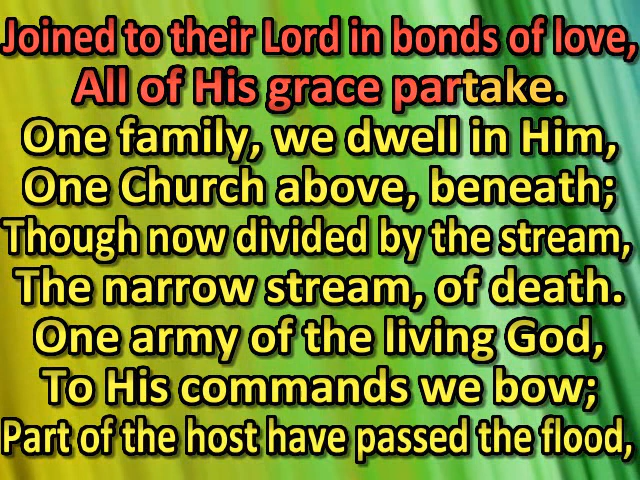 Joined to their Lord in bonds of love,
All of His grace partake.
One family, we dwell in Him,
One Church above, beneath;
Though now divided by the stream,
The narrow stream, of death.
One army of the living God,
To His commands we bow;
Part of the host have passed the flood,